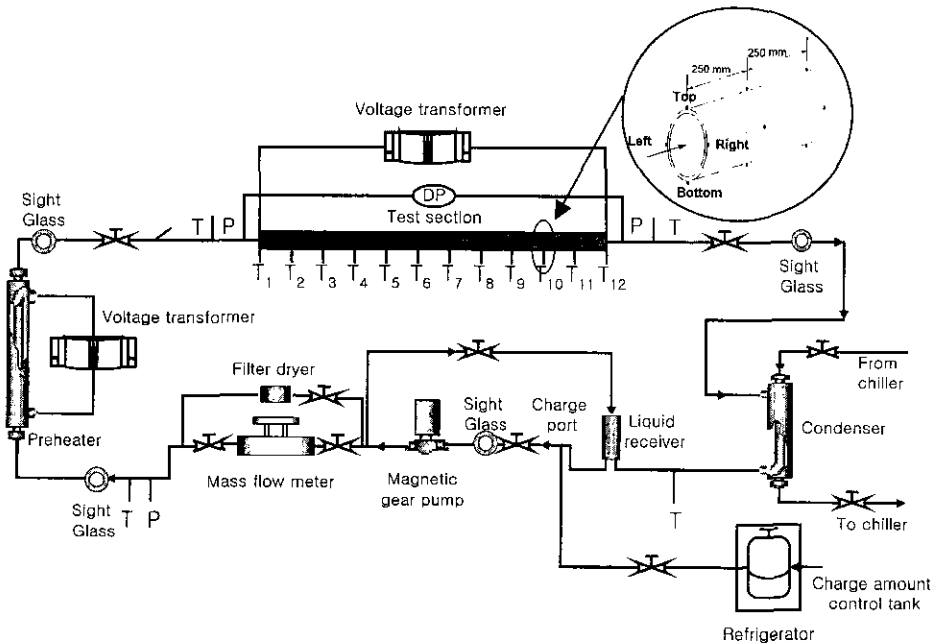 250 mm
250 mm
Top
Left
Right
Bottom
Voltage transformer
DP
Test section
Sight
Glass
T
P
P
T
Sight
Glass
T1
T2
T3
T4
T5
T6
T7
T8
T9
T10
T11
T12
Voltage transformer
From
chiller
Filter dryer
Sight
Glass
Charge
port
Liquid
receiver
Condenser
Preheater
Mass flow meter
Magnetic
gear pump
Sight
Glass
T
P
T
To chiller
Charge amount
control tank
Refrigerator